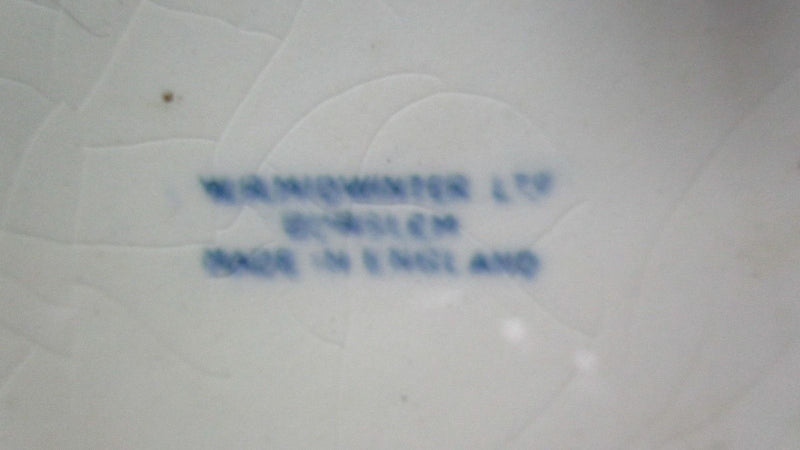 W.R. MIDWINTER LTD
BURSLEM
MADE IN ENGLAND